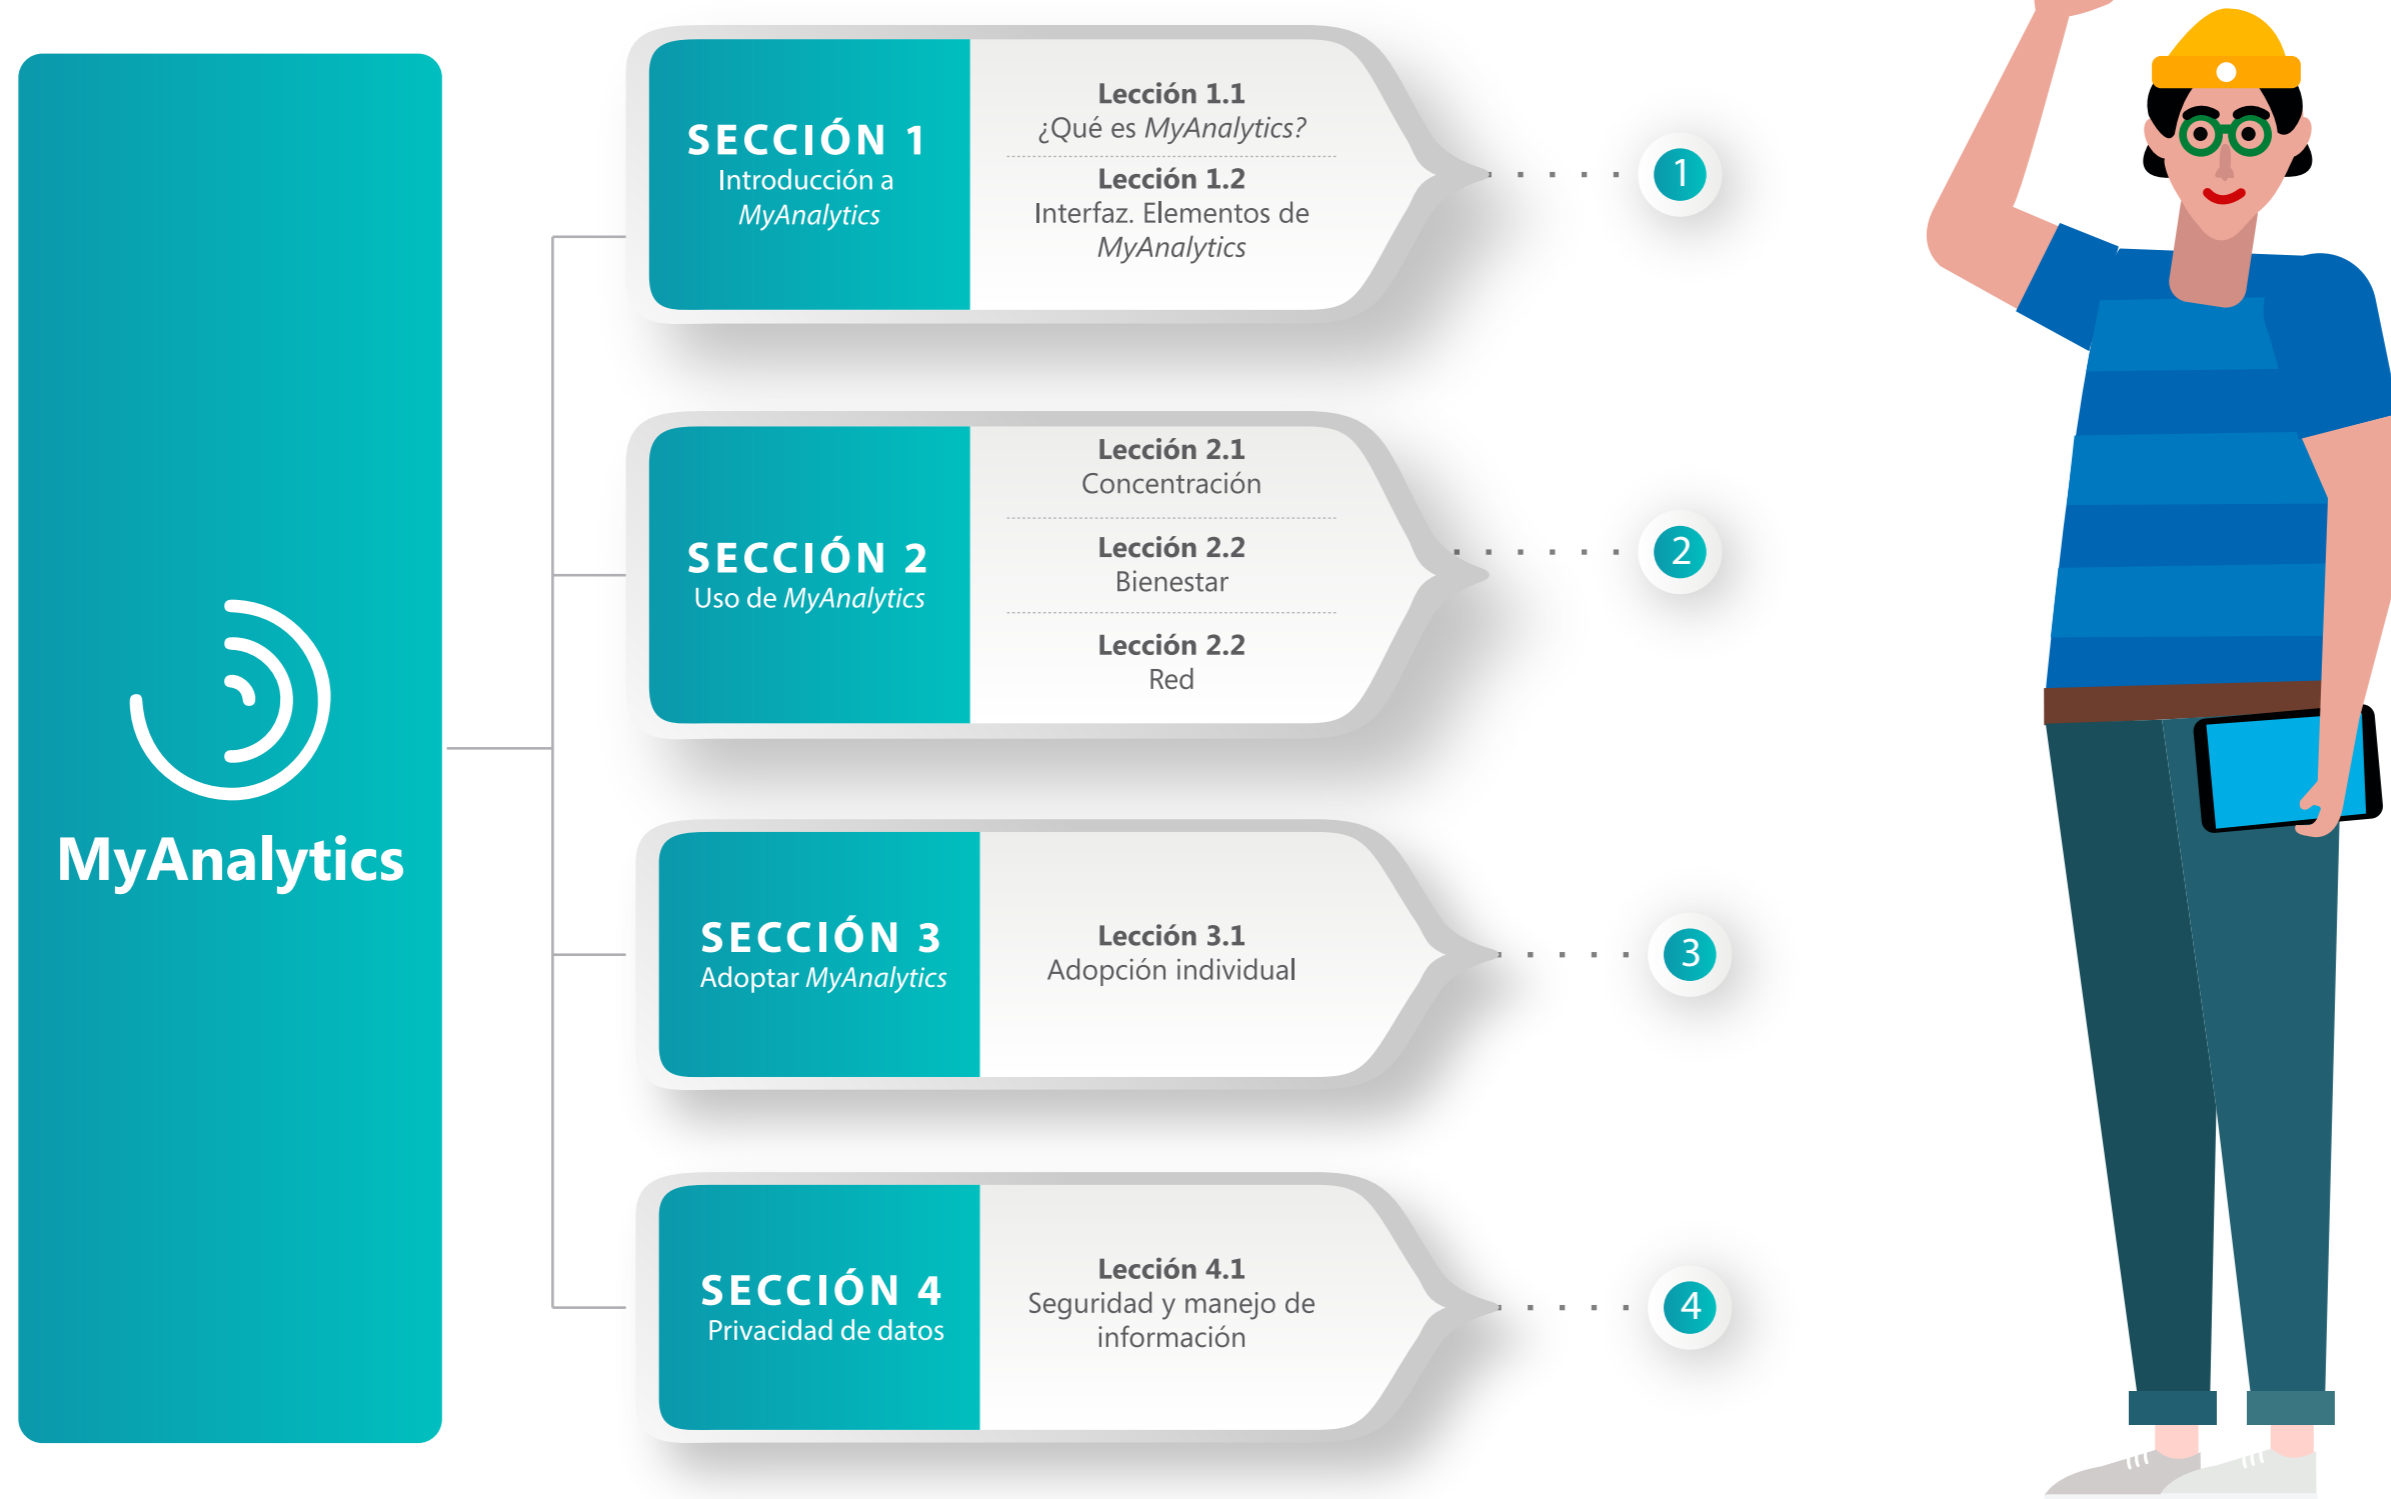 MyAnalytics
SECCIÓN 1
Introducción a
MyAnalytics
Lección 1.1
¿Qué es MyAnalytics?
Lección 1.2
Interfaz. Elementos de
MyAnalytics
1
SECCIÓN 2
Uso de MyAnalytics
Lección 2.1
Concentración
Lección 2.2
Bienestar
Lección 2.2
Red
2
SECCIÓN 3
Adoptar MyAnalytics
Lección 3.1
Adopción individual
3
SECCIÓN 4
Privacidad de datos
Lección 4.1
Seguridad y manejo de
información
4